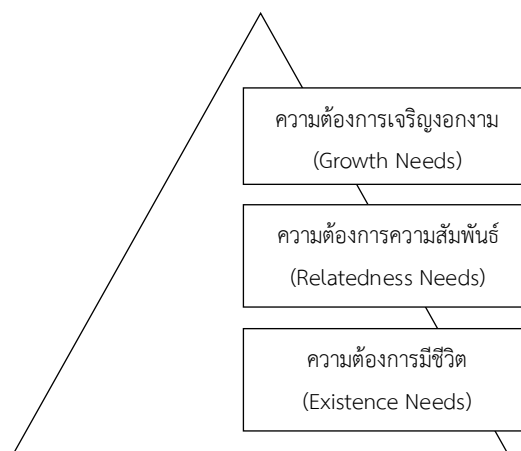 ความต้องการเจริญงอกงาม
(Growth Needs)
ความต้องการความสัมพันธ์
(Relatedness Needs)
ความต้องการมีชีวิต
(Existence Needs)